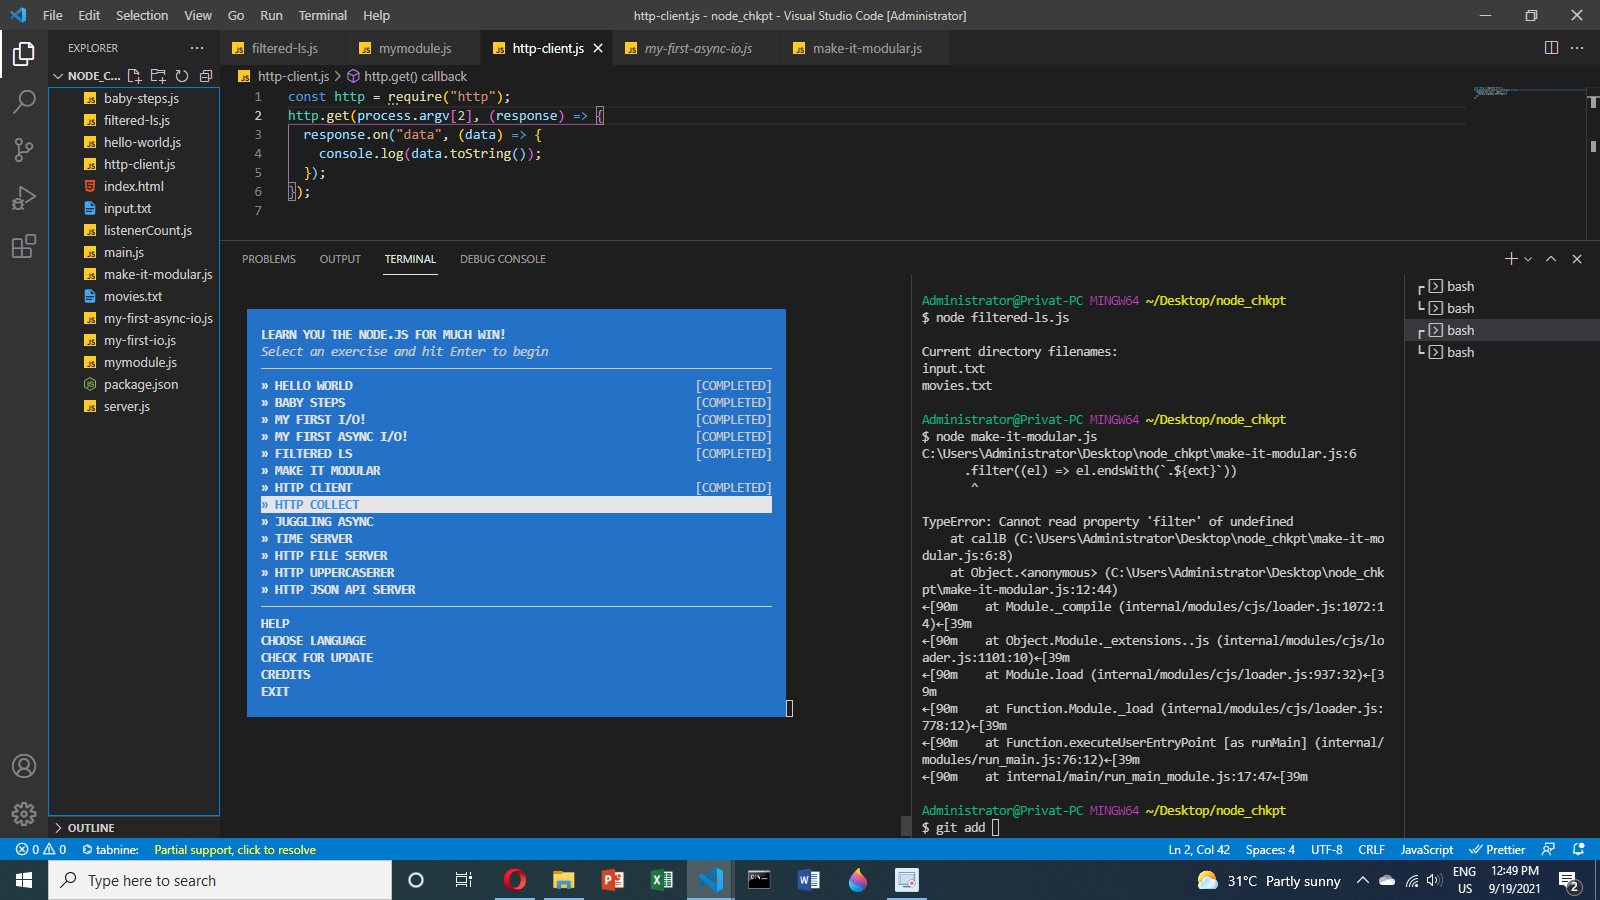 File Edit Selection View Go Run Terminal Help
http-client.js - node_chkpt - Visual Studio Code [Administrator]
EXPLORER
filtered-ls.js
mymodule.js
http-client.js
my-first-async-io.js
make-it-modular.js
NODE_C...
http-client.js > http.get() callback
baby-steps.js
filtered-ls.js
hello-world.js
http-client.js
index.html
input.txt
listenerCount.js
main.js
make-it-modular.js
movies.txt
my-first-async-io.js
my-first-io.js
mymodule.js
package.json
server.js
OUTLINE
1 const http = require("http");
2 http.get(process.argv[2], (response) => {
3 response.on("data", (data) => {
4 console.log(data.toString());
5 });
6 });
7
PROBLEMS OUTPUT TERMINAL DEBUG CONSOLE
LEARN YOU THE NODE.JS FOR MUCH WIN!
Select an exercise and hit Enter to begin
» HELLO WORLD [COMPLETED]
» BABY STEPS [COMPLETED]
» MY FIRST I/O! [COMPLETED]
» MY FIRST ASYNC I/O! [COMPLETED]
» FILTERED LS [COMPLETED]
» MAKE IT MODULAR
» HTTP CLIENT [COMPLETED]
» HTTP COLLECT
» JUGGLING ASYNC
» TIME SERVER
» HTTP FILE SERVER
» HTTP UPPERCASERER
» HTTP JSON API SERVER
HELP
CHOOSE LANGUAGE
CHECK FOR UPDATE
CREDITS
EXIT
Administrator@Privat-PC MINGW64 ~/Desktop/node_chkpt
$ node filtered-ls.js
Current directory filenames:
input.txt
movies.txt
Administrator@Privat-PC MINGW64 ~/Desktop/node_chkpt
$ node make-it-modular.js
C:\Users\Administrator\Desktop\node_chkpt\make-it-modular.js:6
.filter((el) => el.endsWith(`.${ext}`))
^
TypeError: Cannot read property 'filter' of undefined
at callB (C:\Users\Administrator\Desktop\node_chkpt\make-it-mo
dular.js:6:8)
at Object.<anonymous> (C:\Users\Administrator\Desktop\node_chk
pt\make-it-modular.js:12:44)
←[90m    at Module._compile (internal/modules/cjs/loader.js:1072:1
4)←[39m
←[90m    at Object.Module._extensions..js (internal/modules/cjs/lo
ader.js:1101:10)←[39m
←[90m    at Module.load (internal/modules/cjs/loader.js:937:32)←[3
9m
←[90m    at Function.Module._load (internal/modules/cjs/loader.js:
778:12)←[39m
←[90m    at Function.executeUserEntryPoint [as runMain] (internal/
modules/run_main.js:76:12)←[39m
←[90m    at internal/main/run_main_module.js:17:47←[39m
Administrator@Privat-PC MINGW64 ~/Desktop/node_chkpt
$ git add
bash
bash
bash
bash
0 0 tabnine: Partial support, click to resolve
Ln 2, Col 42 Spaces: 4 UTF-8 CRLF JavaScript Prettier
Type here to search
31°C Partly sunny
ENG
US
12:49 PM
9/19/2021
2